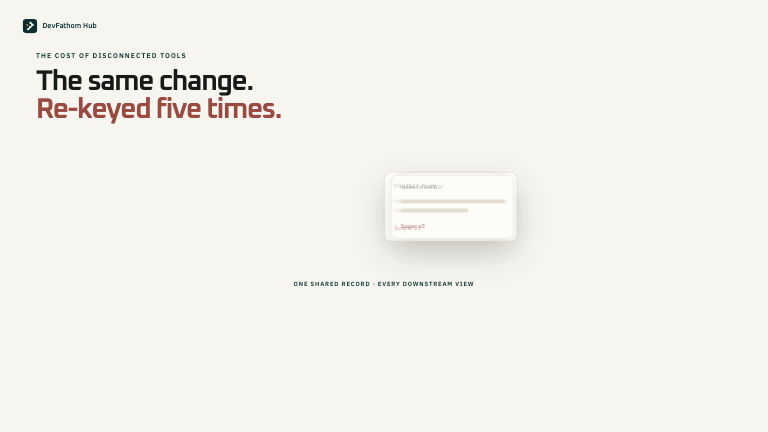 DevFathom Hub
THE COST OF DISCONNECTED TOOLS
The same change.
Re-keyed five times.
ONE SHARED RECORD · EVERY DOWNSTREAM VIEW